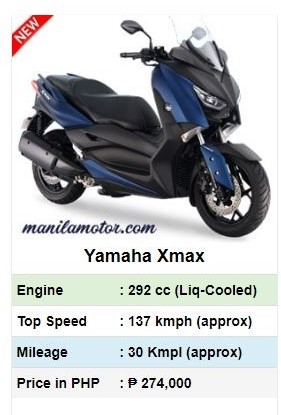 NEW
manilamotor.com
Yamaha Xmax
Engine : 292 cc (Liq-Cooled)
Top Speed : 137 kmph (approx)
Mileage : 30 Kmpl (approx)
Price in PHP : ₱ 274,000